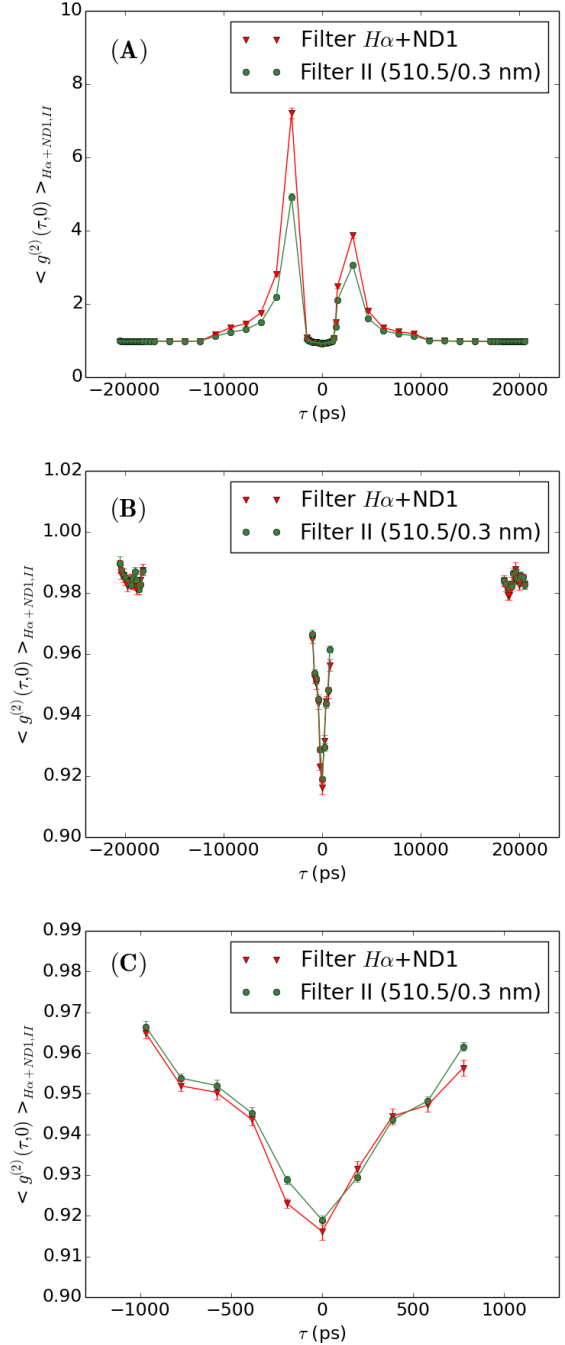 (A)
Filter Hα+ND1
Filter II (510.5/0.3 nm)
< g^(2)(τ,0) >_Hα+ND1,II
10
8
6
4
2
0
−20000 −10000 0 10000 20000
τ (ps)
(B)
Filter Hα+ND1
Filter II (510.5/0.3 nm)
< g^(2)(τ,0) >_Hα+ND1,II
1.02
1.00
0.98
0.96
0.94
0.92
0.90
−20000 −10000 0 10000 20000
τ (ps)
(C)
Filter Hα+ND1
Filter II (510.5/0.3 nm)
< g^(2)(τ,0) >_Hα+ND1,II
0.99
0.98
0.97
0.96
0.95
0.94
0.93
0.92
0.91
0.90
−1000 −500 0 500 1000
τ (ps)